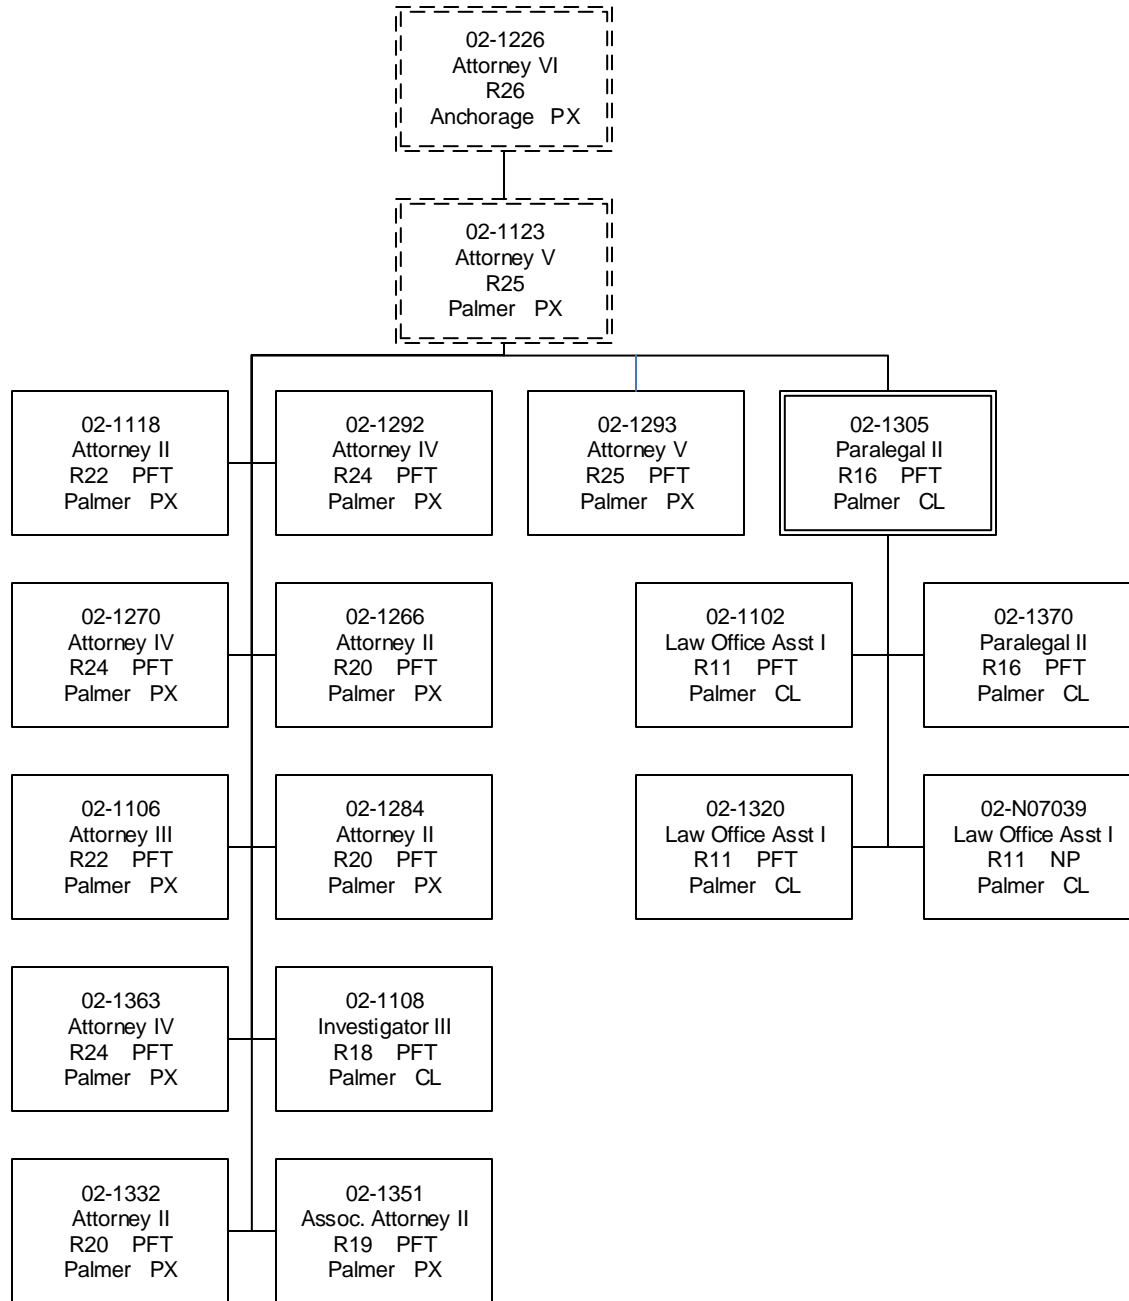 02-1226
Attorney VI
R26
Anchorage PX
02-1123
Attorney V
R25
Palmer PX
02-1118
Attorney II
R22 PFT
Palmer PX
02-1292
Attorney IV
R24 PFT
Palmer PX
02-1293
Attorney V
R25 PFT
Palmer PX
02-1305
Paralegal II
R16 PFT
Palmer CL
02-1270
Attorney IV
R24 PFT
Palmer PX
02-1266
Attorney II
R20 PFT
Palmer PX
02-1102
Law Office Asst I
R11 PFT
Palmer CL
02-1370
Paralegal II
R16 PFT
Palmer CL
02-1106
Attorney III
R22 PFT
Palmer PX
02-1284
Attorney II
R20 PFT
Palmer PX
02-1320
Law Office Asst I
R11 PFT
Palmer CL
02-N07039
Law Office Asst I
R11 NP
Palmer CL
02-1363
Attorney IV
R24 PFT
Palmer PX
02-1108
Investigator III
R18 PFT
Palmer CL
02-1332
Attorney II
R20 PFT
Palmer PX
02-1351
Assoc. Attorney II
R19 PFT
Palmer PX